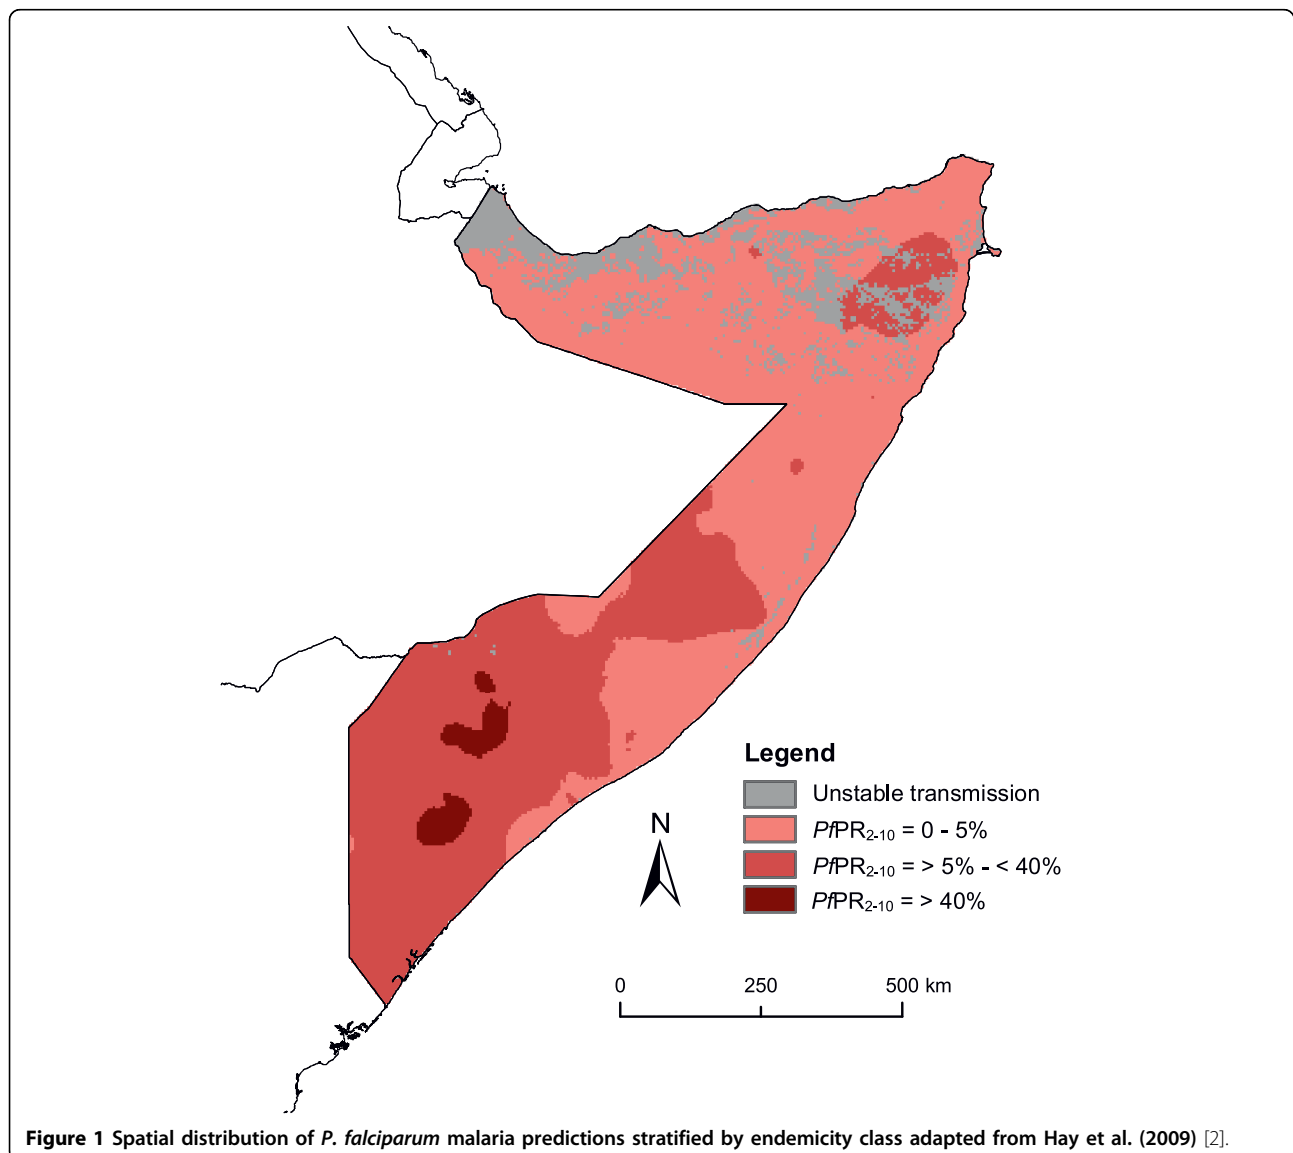 Legend
Unstable transmission
PfPR2-10 = 0 - 5%
PfPR2-10 = > 5% - < 40%
PfPR2-10 = > 40%
N
0 250 500 km
Figure 1 Spatial distribution of P. falciparum malaria predictions stratified by endemicity class adapted from Hay et al. (2009) [2].